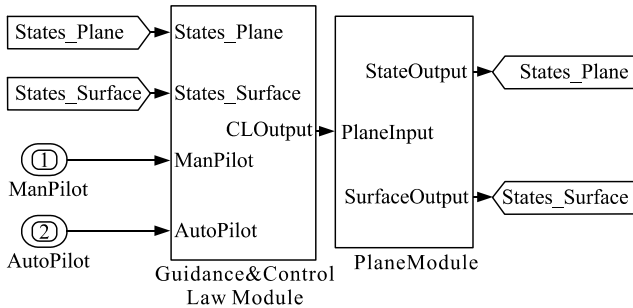 States_Plane
States_Surface
1
ManPilot
2
AutoPilot
States_Plane
States_Surface
CLOutput
ManPilot
AutoPilot
Guidance&Control
Law Module
StateOutput
PlaneInput
SurfaceOutput
PlaneModule
States_Plane
States_Surface